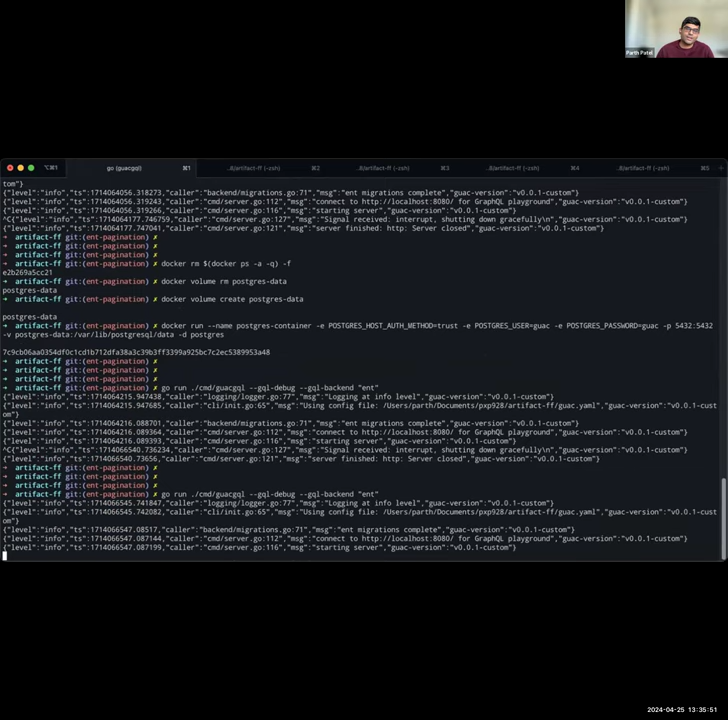 Parth Patel
⌥⌘1
go (guacgql)
⌘1
..8/artifact-ff (-zsh)
⌘2
..8/artifact-ff (-zsh)
⌘3
..8/artifact-ff (-zsh)
⌘4
..8/artifact-ff (-zsh)
⌘5
tom"}
{"level":"info","ts":1714064056.318273,"caller":"backend/migrations.go:71","msg":"ent migrations complete","guac-version":"v0.0.1-custom"}
{"level":"info","ts":1714064056.319243,"caller":"cmd/server.go:112","msg":"connect to http://localhost:8080/ for GraphQL playground","guac-version":"v0.0.1-custom"}
{"level":"info","ts":1714064056.319266,"caller":"cmd/server.go:116","msg":"starting server","guac-version":"v0.0.1-custom"}
^C{"level":"info","ts":1714064177.746759,"caller":"cmd/server.go:127","msg":"Signal received: interrupt, shutting down gracefully\n","guac-version":"v0.0.1-custom"}
{"level":"info","ts":1714064177.747041,"caller":"cmd/server.go:121","msg":"server finished: http: Server closed","guac-version":"v0.0.1-custom"}
➜ artifact-ff git:(ent-pagination) ✗
➜ artifact-ff git:(ent-pagination) ✗
➜ artifact-ff git:(ent-pagination) ✗
➜ artifact-ff git:(ent-pagination) ✗ docker rm $(docker ps -a -q) -f
e2b269a5cc21
➜ artifact-ff git:(ent-pagination) ✗ docker volume rm postgres-data
postgres-data
➜ artifact-ff git:(ent-pagination) ✗ docker volume create postgres-data
postgres-data
➜ artifact-ff git:(ent-pagination) ✗ docker run --name postgres-container -e POSTGRES_HOST_AUTH_METHOD=trust -e POSTGRES_USER=guac -e POSTGRES_PASSWORD=guac -p 5432:5432
-v postgres-data:/var/lib/postgresql/data -d postgres
7c9cb06aa0354df0c1cd1b712dfa38a3c39b3ff3399a925bc7c2ec5389953a48
➜ artifact-ff git:(ent-pagination) ✗
➜ artifact-ff git:(ent-pagination) ✗
➜ artifact-ff git:(ent-pagination) ✗
➜ artifact-ff git:(ent-pagination) ✗ go run ./cmd/guacgql --gql-debug --gql-backend "ent"
{"level":"info","ts":1714064215.947438,"caller":"logging/logger.go:77","msg":"Logging at info level","guac-version":"v0.0.1-custom"}
{"level":"info","ts":1714064215.947685,"caller":"cli/init.go:65","msg":"Using config file: /Users/parth/Documents/pxp928/artifact-ff/guac.yaml","guac-version":"v0.0.1-cust
om"}
{"level":"info","ts":1714064216.088701,"caller":"backend/migrations.go:71","msg":"ent migrations complete","guac-version":"v0.0.1-custom"}
{"level":"info","ts":1714064216.089364,"caller":"cmd/server.go:112","msg":"connect to http://localhost:8080/ for GraphQL playground","guac-version":"v0.0.1-custom"}
{"level":"info","ts":1714064216.089393,"caller":"cmd/server.go:116","msg":"starting server","guac-version":"v0.0.1-custom"}
^C{"level":"info","ts":1714066540.736234,"caller":"cmd/server.go:127","msg":"Signal received: interrupt, shutting down gracefully\n","guac-version":"v0.0.1-custom"}
{"level":"info","ts":1714066540.73656,"caller":"cmd/server.go:121","msg":"server finished: http: Server closed","guac-version":"v0.0.1-custom"}
➜ artifact-ff git:(ent-pagination) ✗
➜ artifact-ff git:(ent-pagination) ✗
➜ artifact-ff git:(ent-pagination) ✗
➜ artifact-ff git:(ent-pagination) ✗ go run ./cmd/guacgql --gql-debug --gql-backend "ent"
{"level":"info","ts":1714066545.741847,"caller":"logging/logger.go:77","msg":"Logging at info level","guac-version":"v0.0.1-custom"}
{"level":"info","ts":1714066545.742082,"caller":"cli/init.go:65","msg":"Using config file: /Users/parth/Documents/pxp928/artifact-ff/guac.yaml","guac-version":"v0.0.1-cust
om"}
{"level":"info","ts":1714066547.08517,"caller":"backend/migrations.go:71","msg":"ent migrations complete","guac-version":"v0.0.1-custom"}
{"level":"info","ts":1714066547.087144,"caller":"cmd/server.go:112","msg":"connect to http://localhost:8080/ for GraphQL playground","guac-version":"v0.0.1-custom"}
{"level":"info","ts":1714066547.087199,"caller":"cmd/server.go:116","msg":"starting server","guac-version":"v0.0.1-custom"}
2024-04-25 13:35:51